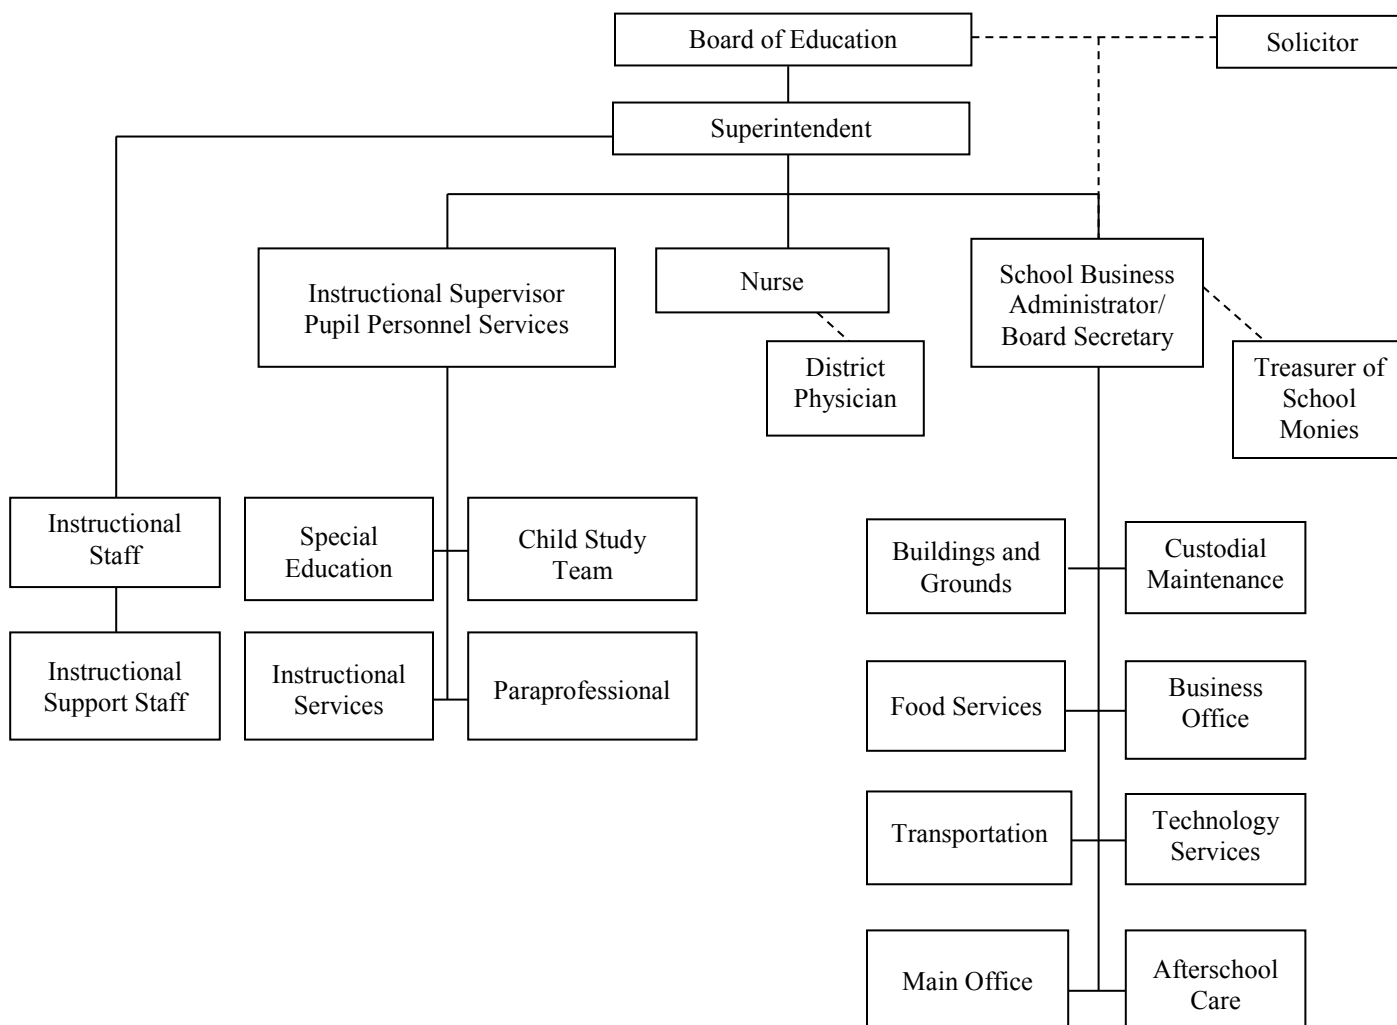 Board of Education
Solicitor
Superintendent
Instructional Supervisor
Pupil Personnel Services
Nurse
School Business
Administrator/
Board Secretary
District
Physician
Treasurer of
School
Monies
Instructional
Staff
Special
Education
Child Study
Team
Buildings and
Grounds
Custodial
Maintenance
Instructional
Support Staff
Instructional
Services
Paraprofessional
Food Services
Business
Office
Transportation
Technology
Services
Main Office
Afterschool
Care